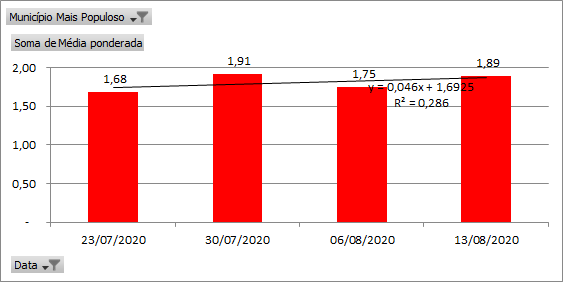 Município Mais Populoso
Soma de Média ponderada
2,00
1,50
1,00
0,50
-
1,68
1,91
1,75
1,89
y = 0,046x + 1,6925
R² = 0,286
23/07/2020
30/07/2020
06/08/2020
13/08/2020
Data